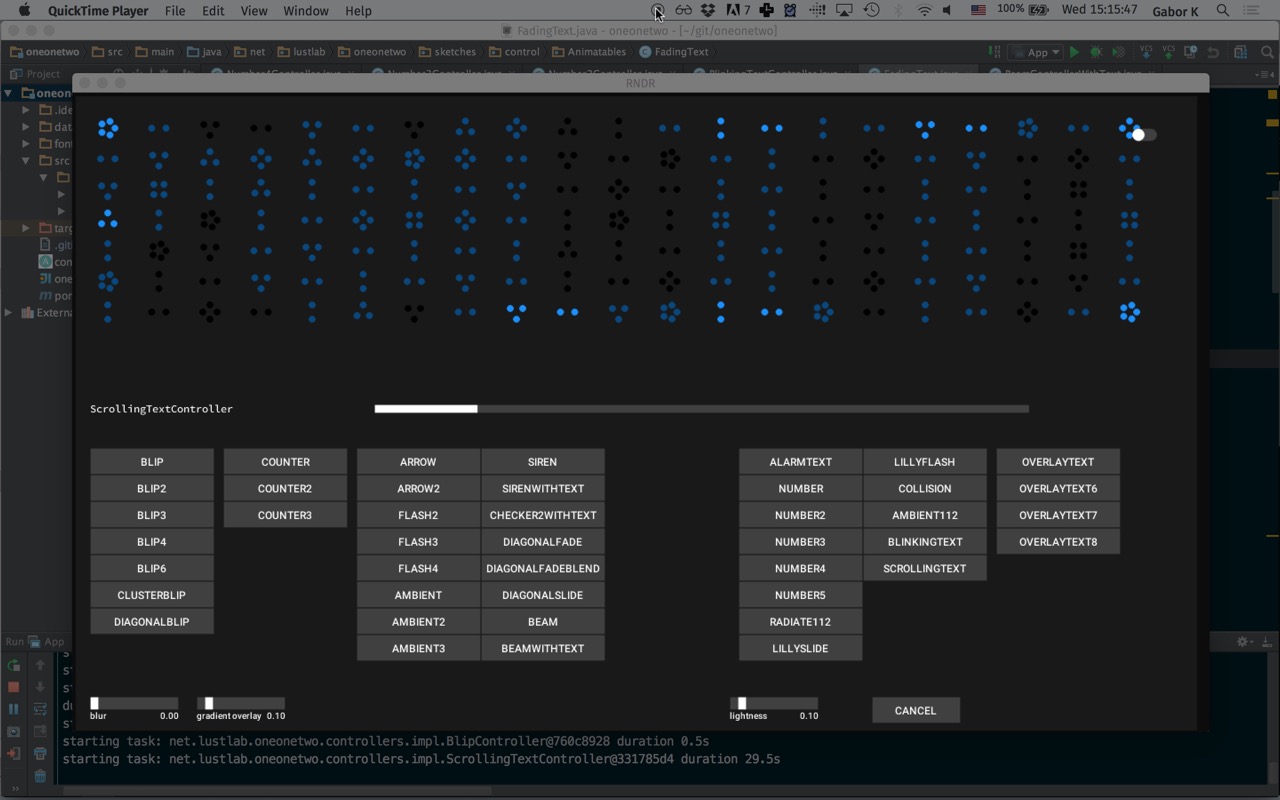 QuickTime Player File Edit View Window Help 7 100% Wed 15:15:47 Gabor K
FadingText.java - oneonetwo - [~/git/oneonetwo]
oneonetwo src main java net lustlab oneonetwo sketches control Animatables FadingText App VCS VCS
Project
RNDR
oneon
.ide
dat
font
src
targ
.giti
con
one
pon
Externa
ScrollingTextController
BLIP COUNTER ARROW SIREN ALARMTEXT LILLYFLASH OVERLAYTEXT
BLIP2 COUNTER2 ARROW2 SIRENWITHTEXT NUMBER COLLISION OVERLAYTEXT6
BLIP3 COUNTER3 FLASH2 CHECKER2WITHTEXT NUMBER2 AMBIENT112 OVERLAYTEXT7
BLIP4 FLASH3 DIAGONALFADE NUMBER3 BLINKINGTEXT OVERLAYTEXT8
BLIP6 FLASH4 DIAGONALFADEBLEND NUMBER4 SCROLLINGTEXT
CLUSTERBLIP AMBIENT DIAGONALSLIDE NUMBER5
DIAGONALBLIP AMBIENT2 BEAM RADIATE112
AMBIENT3 BEAMWITHTEXT LILLYSLIDE
Run App
blur 0.00 gradientoverlay 0.10 lightness 0.10 CANCEL
starting task: net.lustlab.oneonetwo.controllers.impl.BlipController@760c8928 duration 0.5s
starting task: net.lustlab.oneonetwo.controllers.impl.ScrollingTextController@331785d4 duration 29.5s